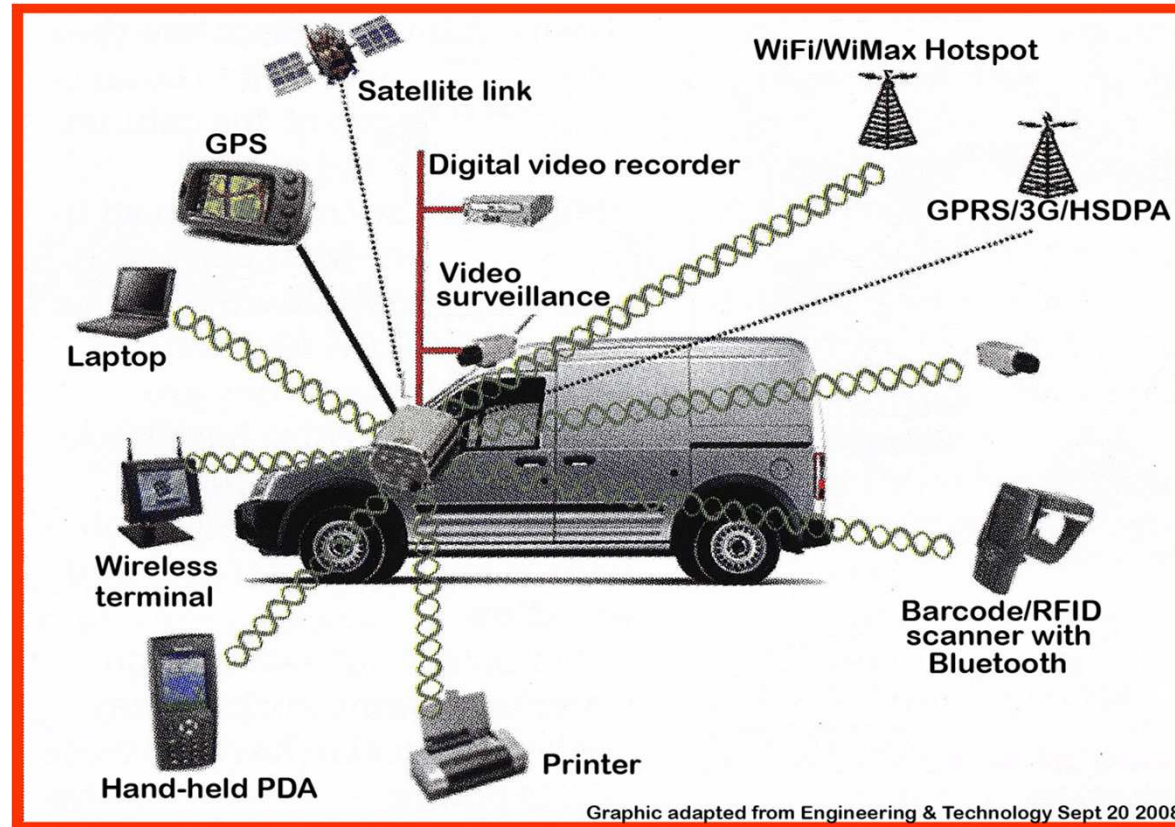 WiFi/WiMax Hotspot
Satellite link
GPS
Digital video recorder
GPRS/3G/HSDPA
Video
surveillance
Laptop
Wireless
terminal
Barcode/RFID
scanner with
Bluetooth
Hand-held PDA
Printer
Graphic adapted from Engineering & Technology Sept 20 2008